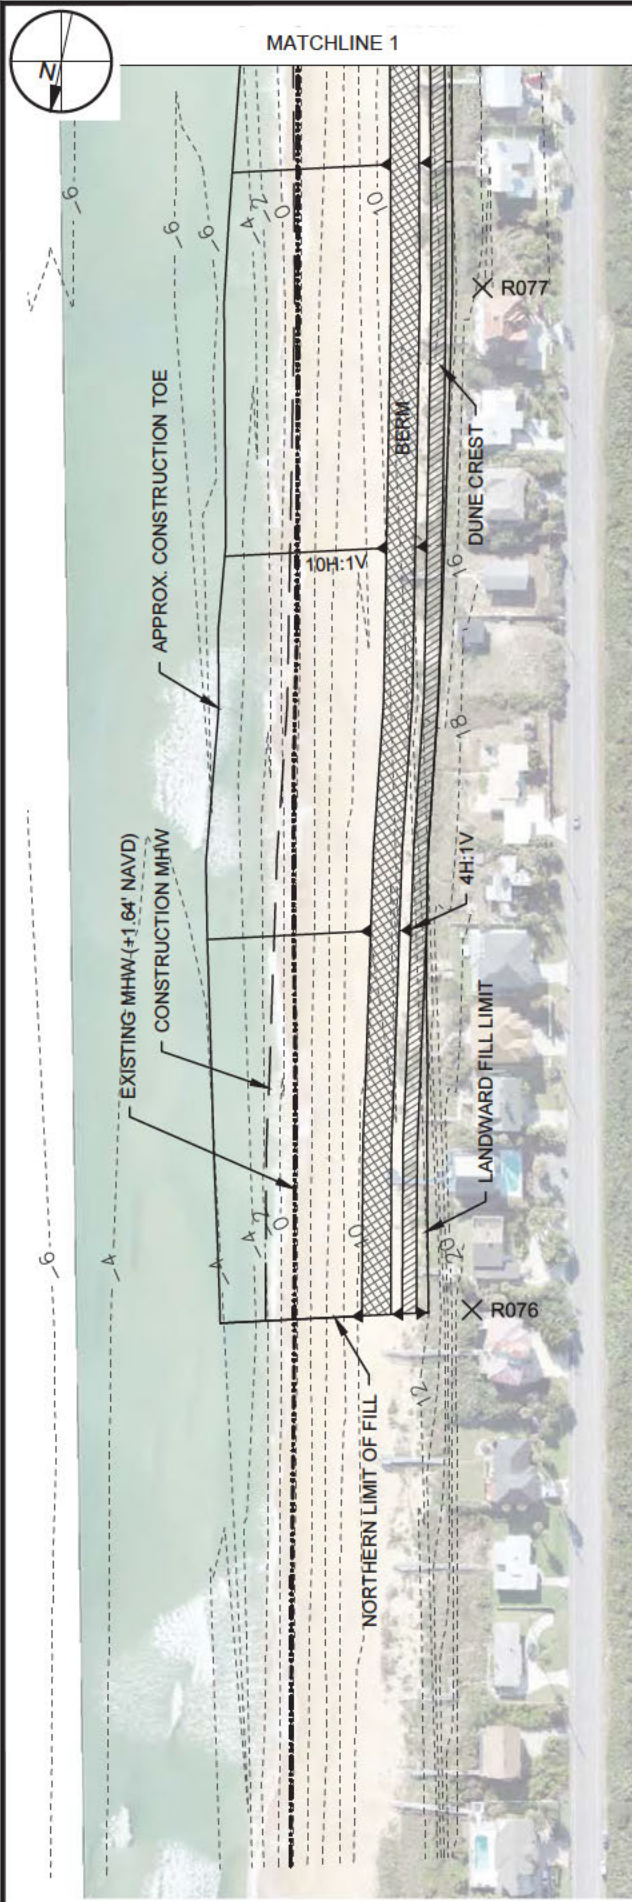 MATCHLINE 1
N
-6
-6
-6
-4
-2
0
10
R077
APPROX. CONSTRUCTION TOE
BERM
DUNE CREST
10H:1V
16
18
EXISTING MHW (+1.64' NAVD)
CONSTRUCTION MHW
4H:1V
LANDWARD FILL LIMIT
-6
-4
-4
-4
-2
0
10
20
R076
12
NORTHERN LIMIT OF FILL